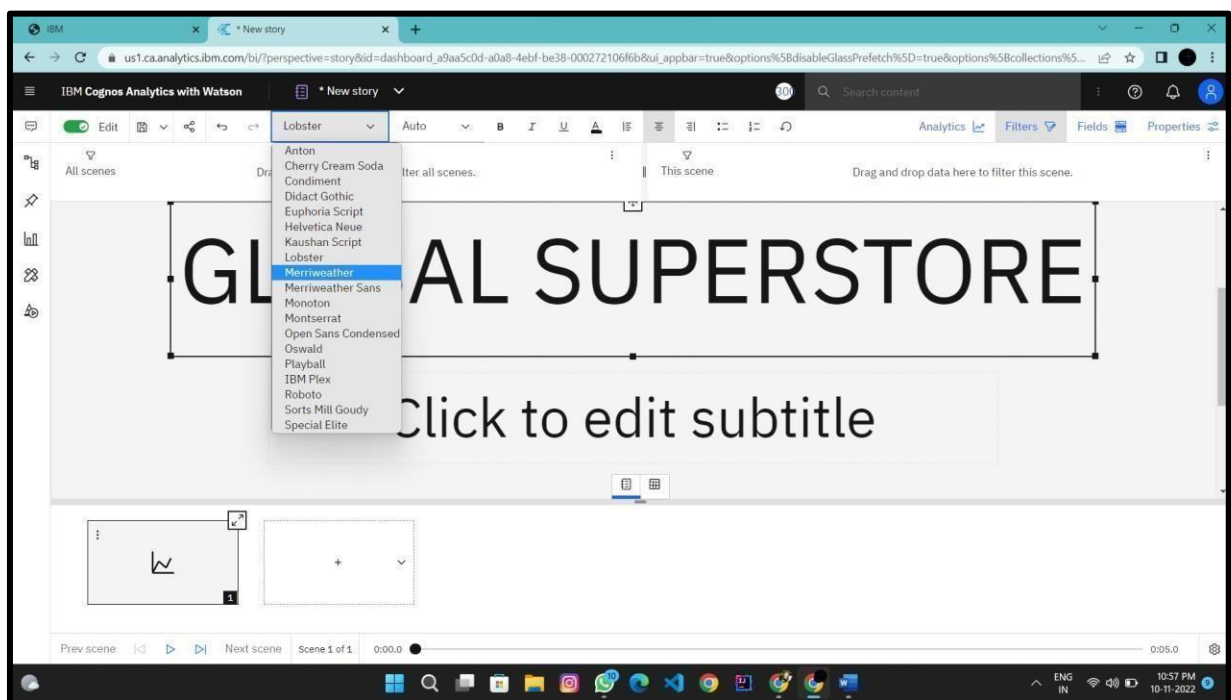 IBM
* New story
us1.ca.analytics.ibm.com/bi/?perspective=story&id=dashboard_a9aa5c0d-a0a8-4ebf-be38-000272106f6b&ui_appbar=true&options%5BdisableGlassPrefetch%5D=true&options%5Bcollections%5...
IBM Cognos Analytics with Watson
* New story
Search content
Edit
Lobster
Auto
B I U A
Analytics
Filters
Fields
Properties
All scenes
lter all scenes.
This scene
Drag and drop data here to filter this scene.
Anton
Cherry Cream Soda
Condiment
Didact Gothic
Euphoria Script
Helvetica Neue
Kaushan Script
Lobster
Merriweather
Merriweather Sans
Monoton
Montserrat
Open Sans Condensed
Oswald
Playball
IBM Plex
Roboto
Sorts Mill Goudy
Special Elite
GL AL SUPERSTORE
Click to edit subtitle
1
Prev scene
Next scene
Scene 1 of 1
0:00.0
0:05.0
ENG
IN
10:57 PM
10-11-2022